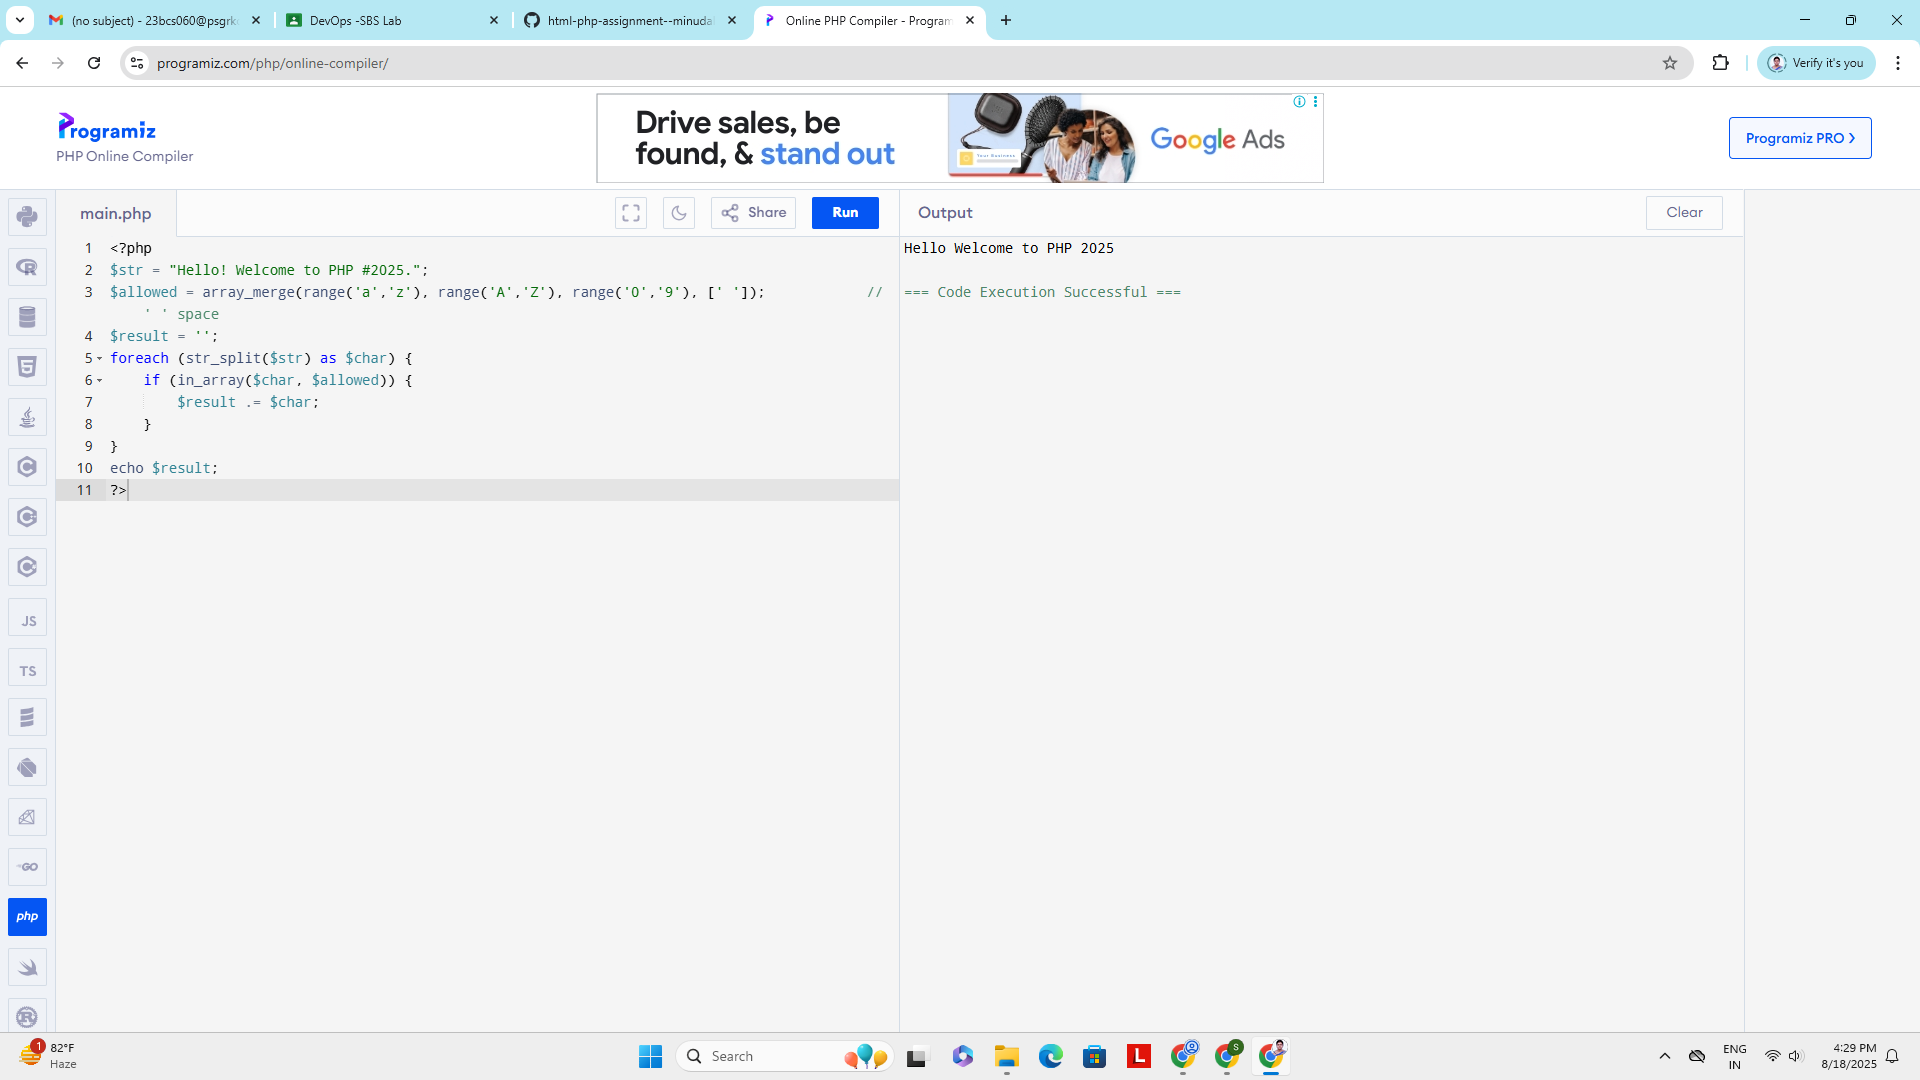 (no subject) - 23bcs060@psgrk
DevOps -SBS Lab
html-php-assignment--minuda
Online PHP Compiler - Program
programiz.com/php/online-compiler/
Verify it's you
Programiz
PHP Online Compiler
Drive sales, be
found, & stand out
Your Business
Google Ads
Programiz PRO
main.php
Share
Run
Output
Clear
1 <?php
2 $str = "Hello! Welcome to PHP #2025.";
3 $allowed = array_merge(range('a','z'), range('A','Z'), range('0','9'), [' ']); //
' ' space
4 $result = '';
5 foreach (str_split($str) as $char) {
6 if (in_array($char, $allowed)) {
7 $result .= $char;
8 }
9 }
10 echo $result;
11 ?>
Hello Welcome to PHP 2025
=== Code Execution Successful ===
JS
TS
GO
php
1
82°F
Haze
Search
L
S
ENG
IN
4:29 PM
8/18/2025